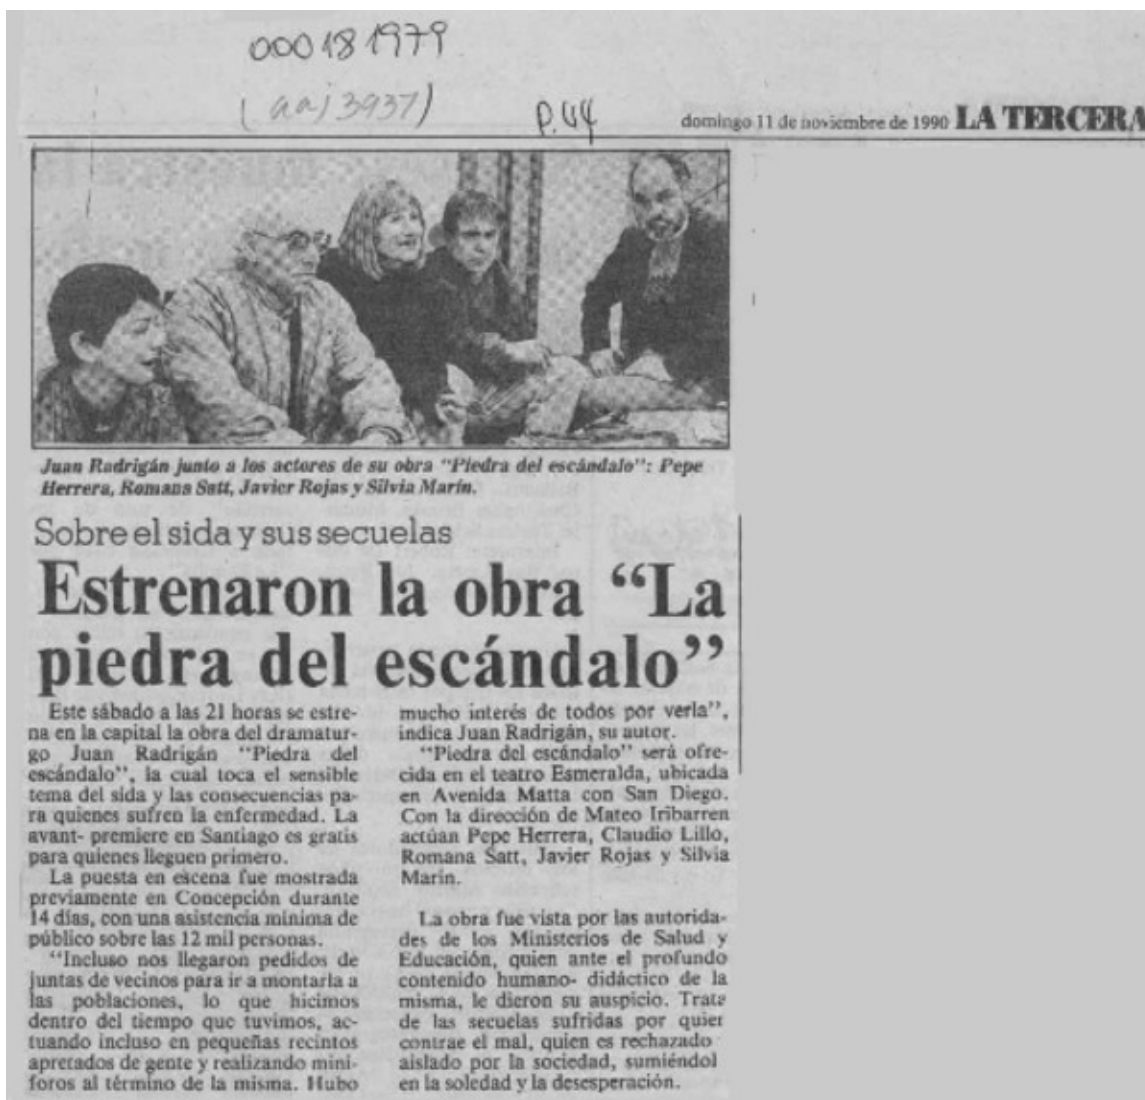 00018 1979
(aaj 3937)
p. 44
domingo 11 de noviembre de 1990 LA TERCERA
Juan Radrigán junto a los actores de su obra “Piedra del escándalo”: Pepe
Herrera, Romana Satt, Javier Rojas y Silvia Marín.
Sobre el sida y sus secuelas
Estrenaron la obra “La
piedra del escándalo”
Este sábado a las 21 horas se estre-
na en la capital la obra del dramatur-
go Juan Radrigán “Piedra del
escándalo”, la cual toca el sensible
tema del sida y las consecuencias pa-
ra quienes sufren la enfermedad. La
avant- premiere en Santiago es gratis
para quienes lleguen primero.
La puesta en escena fue mostrada
previamente en Concepción durante
14 días, con una asistencia mínima de
público sobre las 12 mil personas.
“Incluso nos llegaron pedidos de
juntas de vecinos para ir a montarla a
las poblaciones, lo que hicimos
dentro del tiempo que tuvimos, ac-
tuando incluso en pequeñas recintos
apretados de gente y realizando mini-
foros al término de la misma. Hubo
mucho interés de todos por verla”,
indica Juan Radrigán, su autor.
“Piedra del escándalo” será ofre-
cida en el teatro Esmeralda, ubicada
en Avenida Matta con San Diego.
Con la dirección de Mateo Iribarren
actúan Pepe Herrera, Claudio Lillo,
Romana Satt, Javier Rojas y Silvia
Marín.
La obra fue vista por las autorida-
des de los Ministerios de Salud y
Educación, quien ante el profundo
contenido humano- didáctico de la
misma, le dieron su auspicio. Trata
de las secuelas sufridas por quien
contrae el mal, quien es rechazado
aislado por la sociedad, sumiéndol
en la soledad y la desesperación.